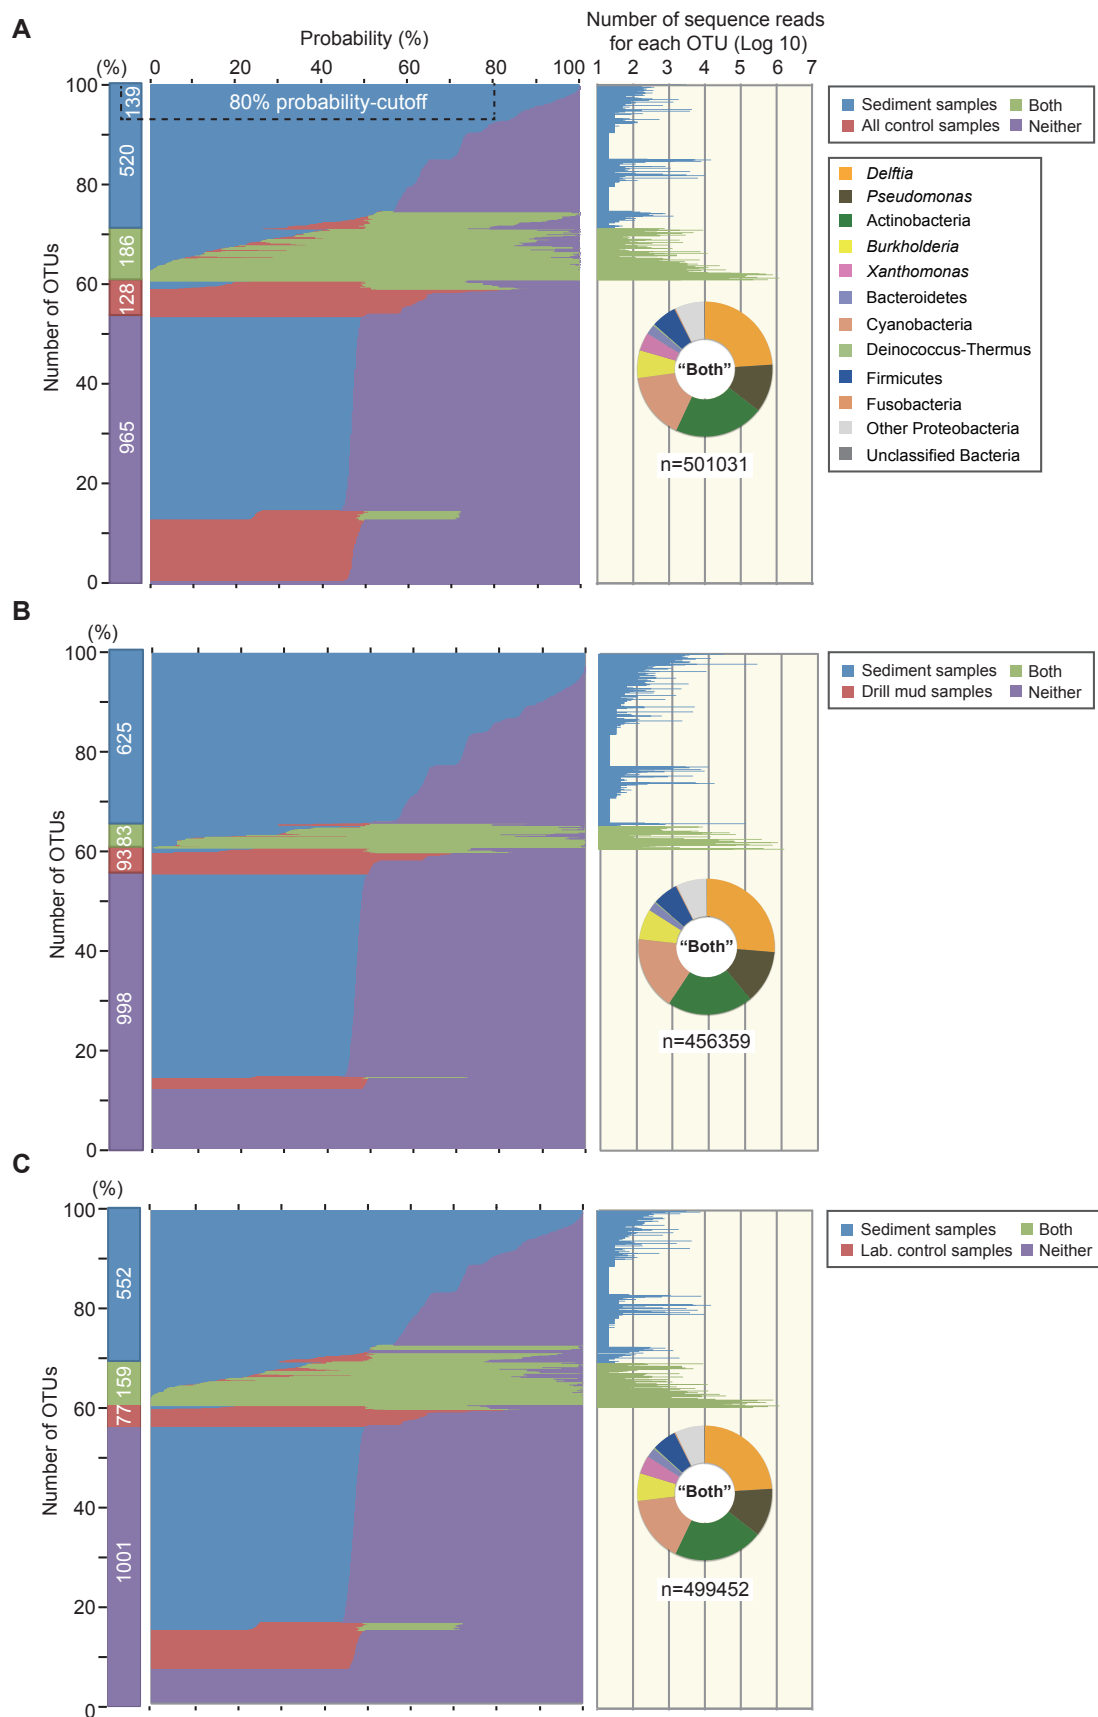 A
Probability (%)
Number of sequence reads
for each OTU (Log 10)
(%)
0 20 40 60 80 100
1 2 3 4 5 6 7
100
80
60
40
20
0
Number of OTUs
139
520
186
128
965
80% probability-cutoff
Sediment samples
Both
All control samples
Neither
Delftia
Pseudomonas
Actinobacteria
Burkholderia
Xanthomonas
Bacteroidetes
Cyanobacteria
Deinococcus-Thermus
Firmicutes
Fusobacteria
Other Proteobacteria
Unclassified Bacteria
“Both”
n=501031
B
(%)
100
80
60
40
20
0
Number of OTUs
625
83
93
998
Sediment samples
Both
Drill mud samples
Neither
“Both”
n=456359
C
(%)
100
80
60
40
20
0
Number of OTUs
552
159
77
1001
Sediment samples
Both
Lab. control samples
Neither
“Both”
n=499452